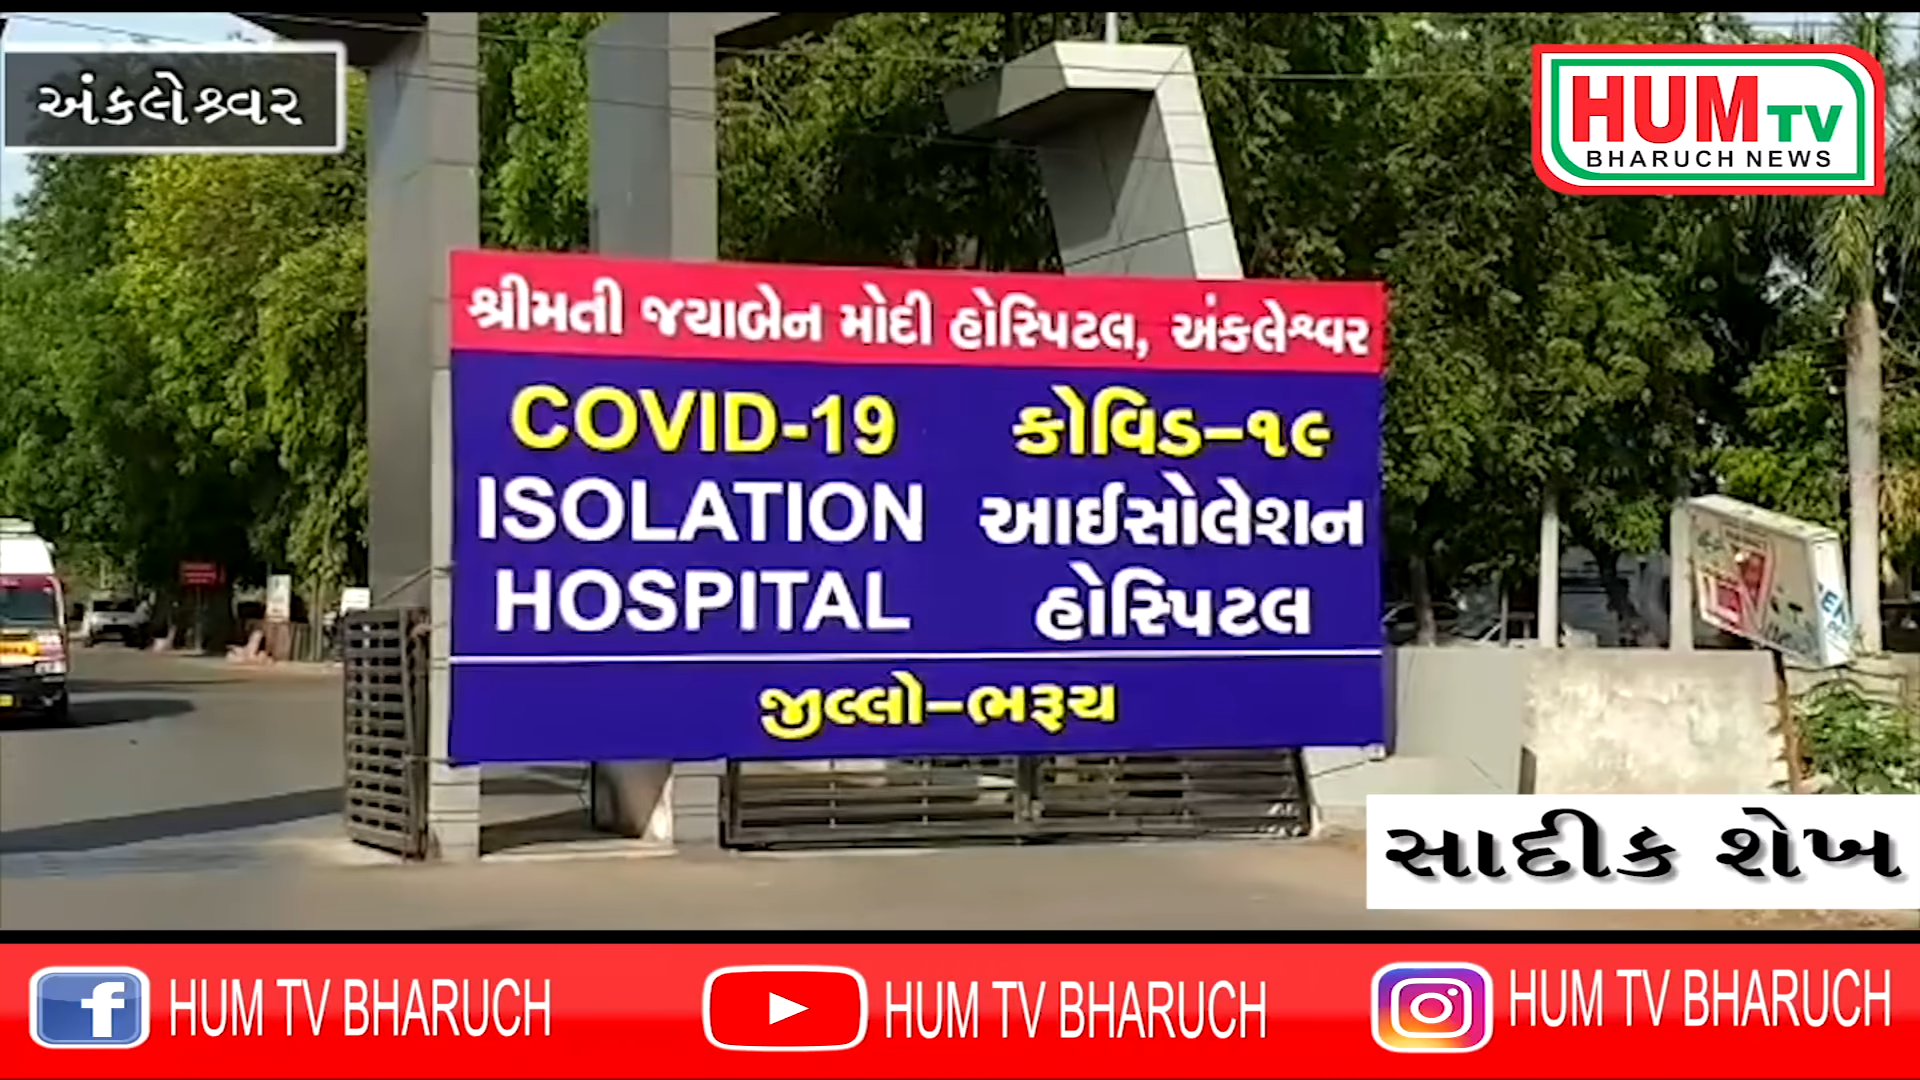 અંકલેશ્વર
HUM TV
BHARUCH NEWS
શ્રીમતી જયાબેન મોદી હોસ્પિટલ, અંકલેશ્વર
COVID-19
ISOLATION
HOSPITAL
કોવિડ-૧૯
આઈસોલેશન
હોસ્પિટલ
જીલ્લો-ભરૂચ
સાદીક શેખ
HUM TV BHARUCH
HUM TV BHARUCH
HUM TV BHARUCH